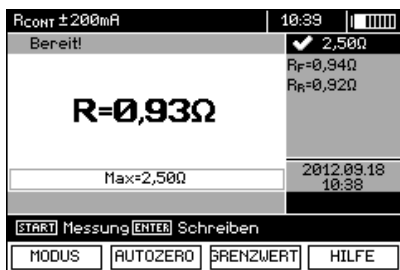 RCONT ±200mA 10:39
Bereit! ✔ 2,50Ω
RF=0,94Ω
RR=0,92Ω
R=0,93Ω
Max=2,50Ω
2012.09.18
10:38
START Messung ENTER Schreiben
MODUS AUTOZERO GRENZWERT HILFE